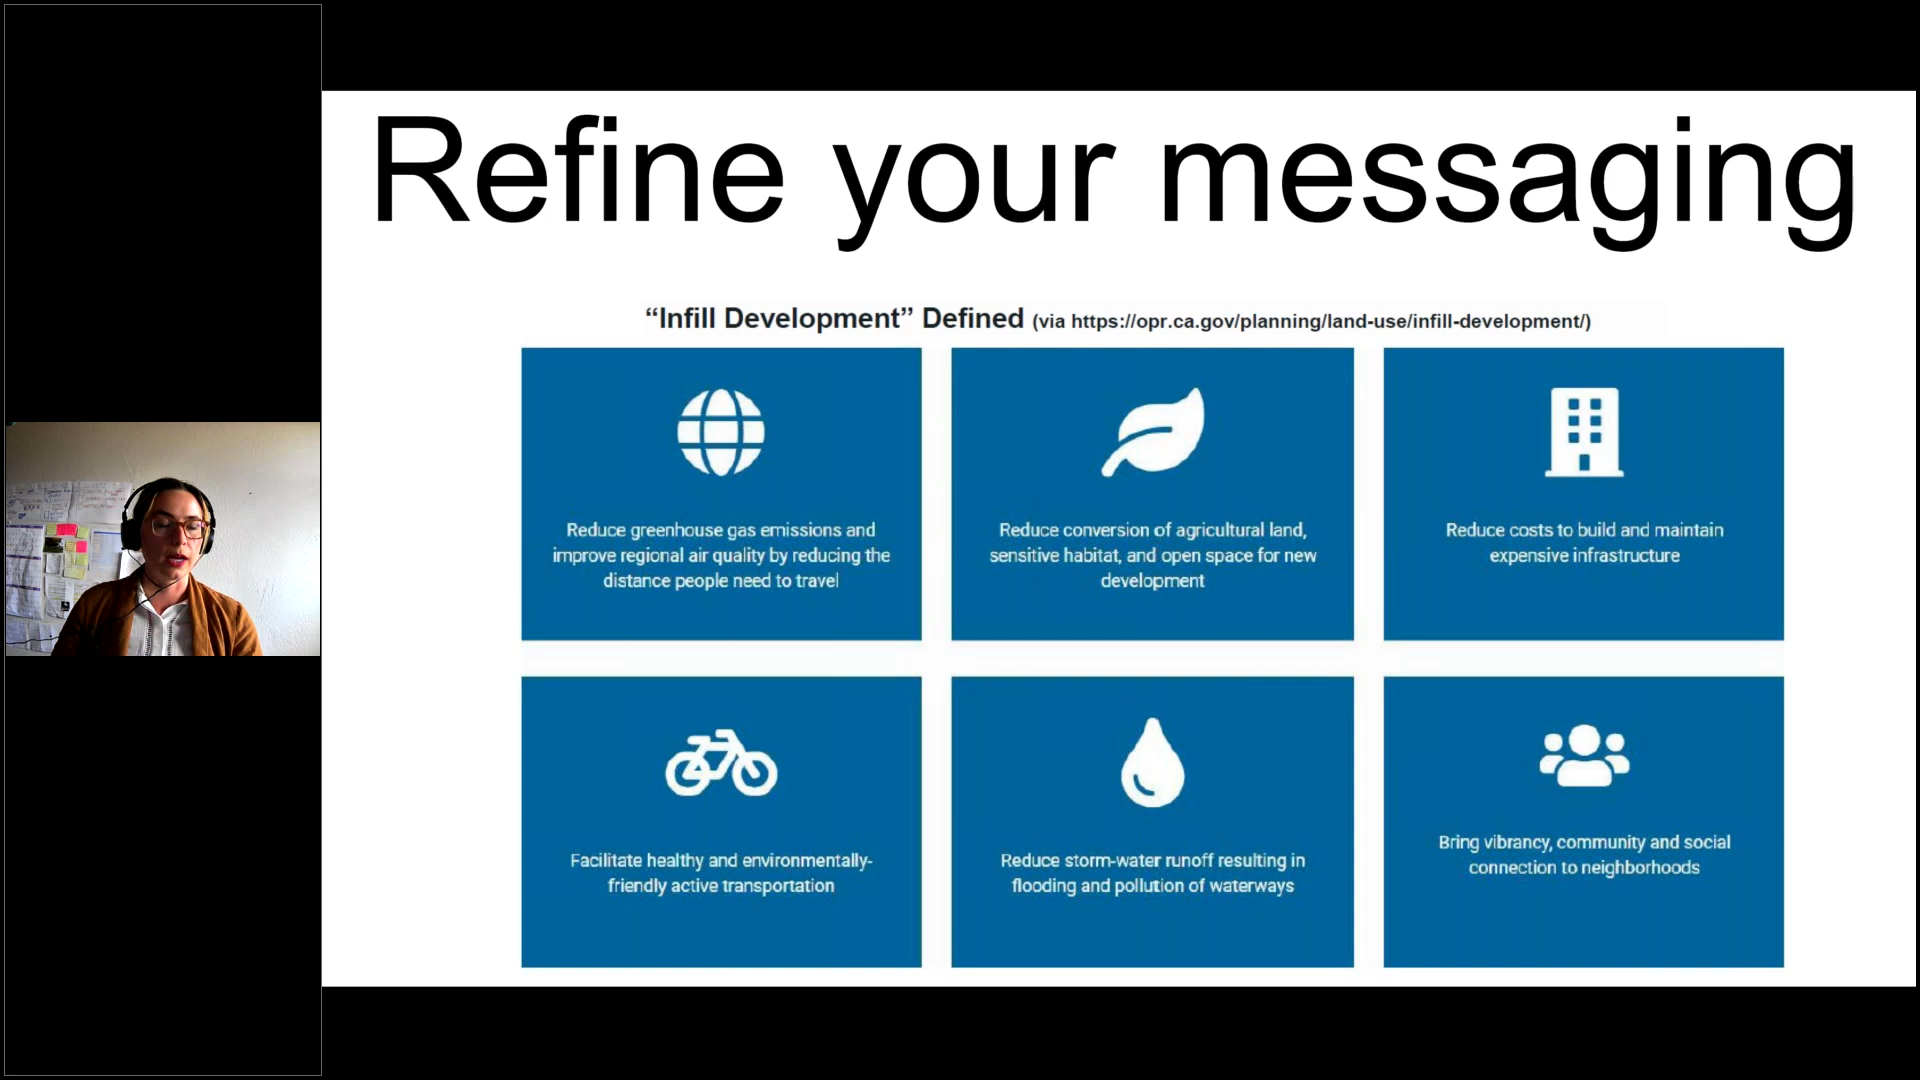 Refine your messaging
“Infill Development” Defined (via https://opr.ca.gov/planning/land-use/infill-development/)
Reduce greenhouse gas emissions and
improve regional air quality by reducing the
distance people need to travel
Reduce conversion of agricultural land,
sensitive habitat, and open space for new
development
Reduce costs to build and maintain
expensive infrastructure
Facilitate healthy and environmentally-
friendly active transportation
Reduce storm-water runoff resulting in
flooding and pollution of waterways
Bring vibrancy, community and social
connection to neighborhoods